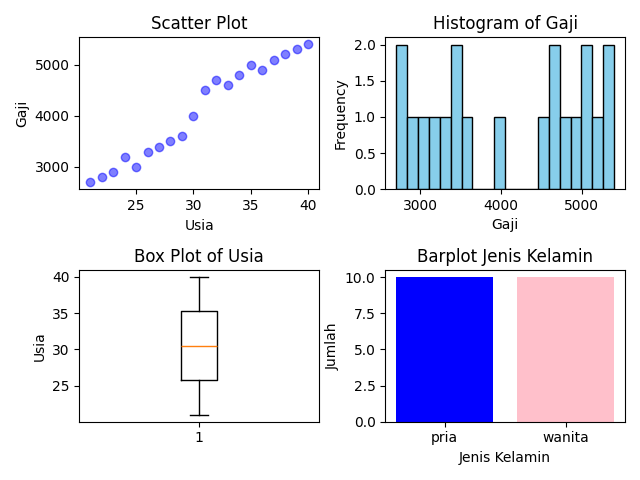 Scatter Plot
Gaji
5000
4000
3000
25
30
35
40
Usia
Histogram of Gaji
Frequency
2.0
1.5
1.0
0.5
0.0
3000
4000
5000
Gaji
Box Plot of Usia
Usia
40
35
30
25
1
Barplot Jenis Kelamin
Jumlah
10.0
7.5
5.0
2.5
0.0
pria
wanita
Jenis Kelamin